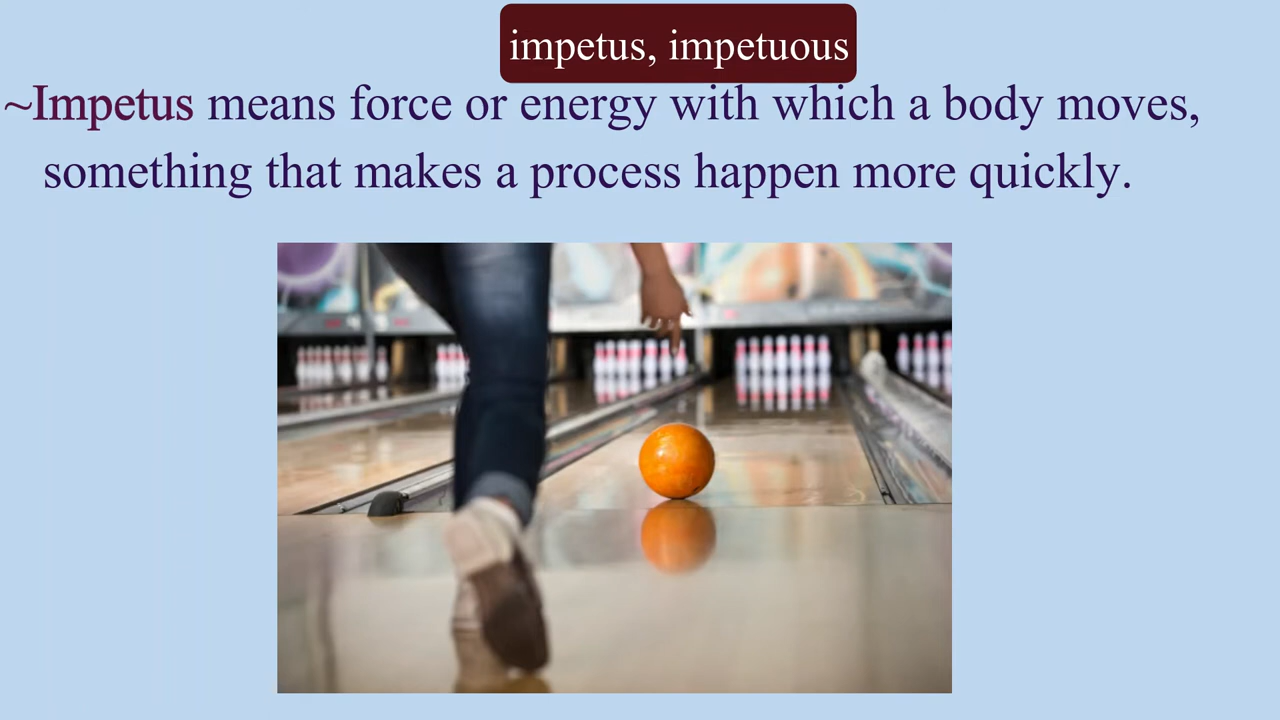 impetus, impetuous
~Impetus means force or energy with which a body moves,
something that makes a process happen more quickly.